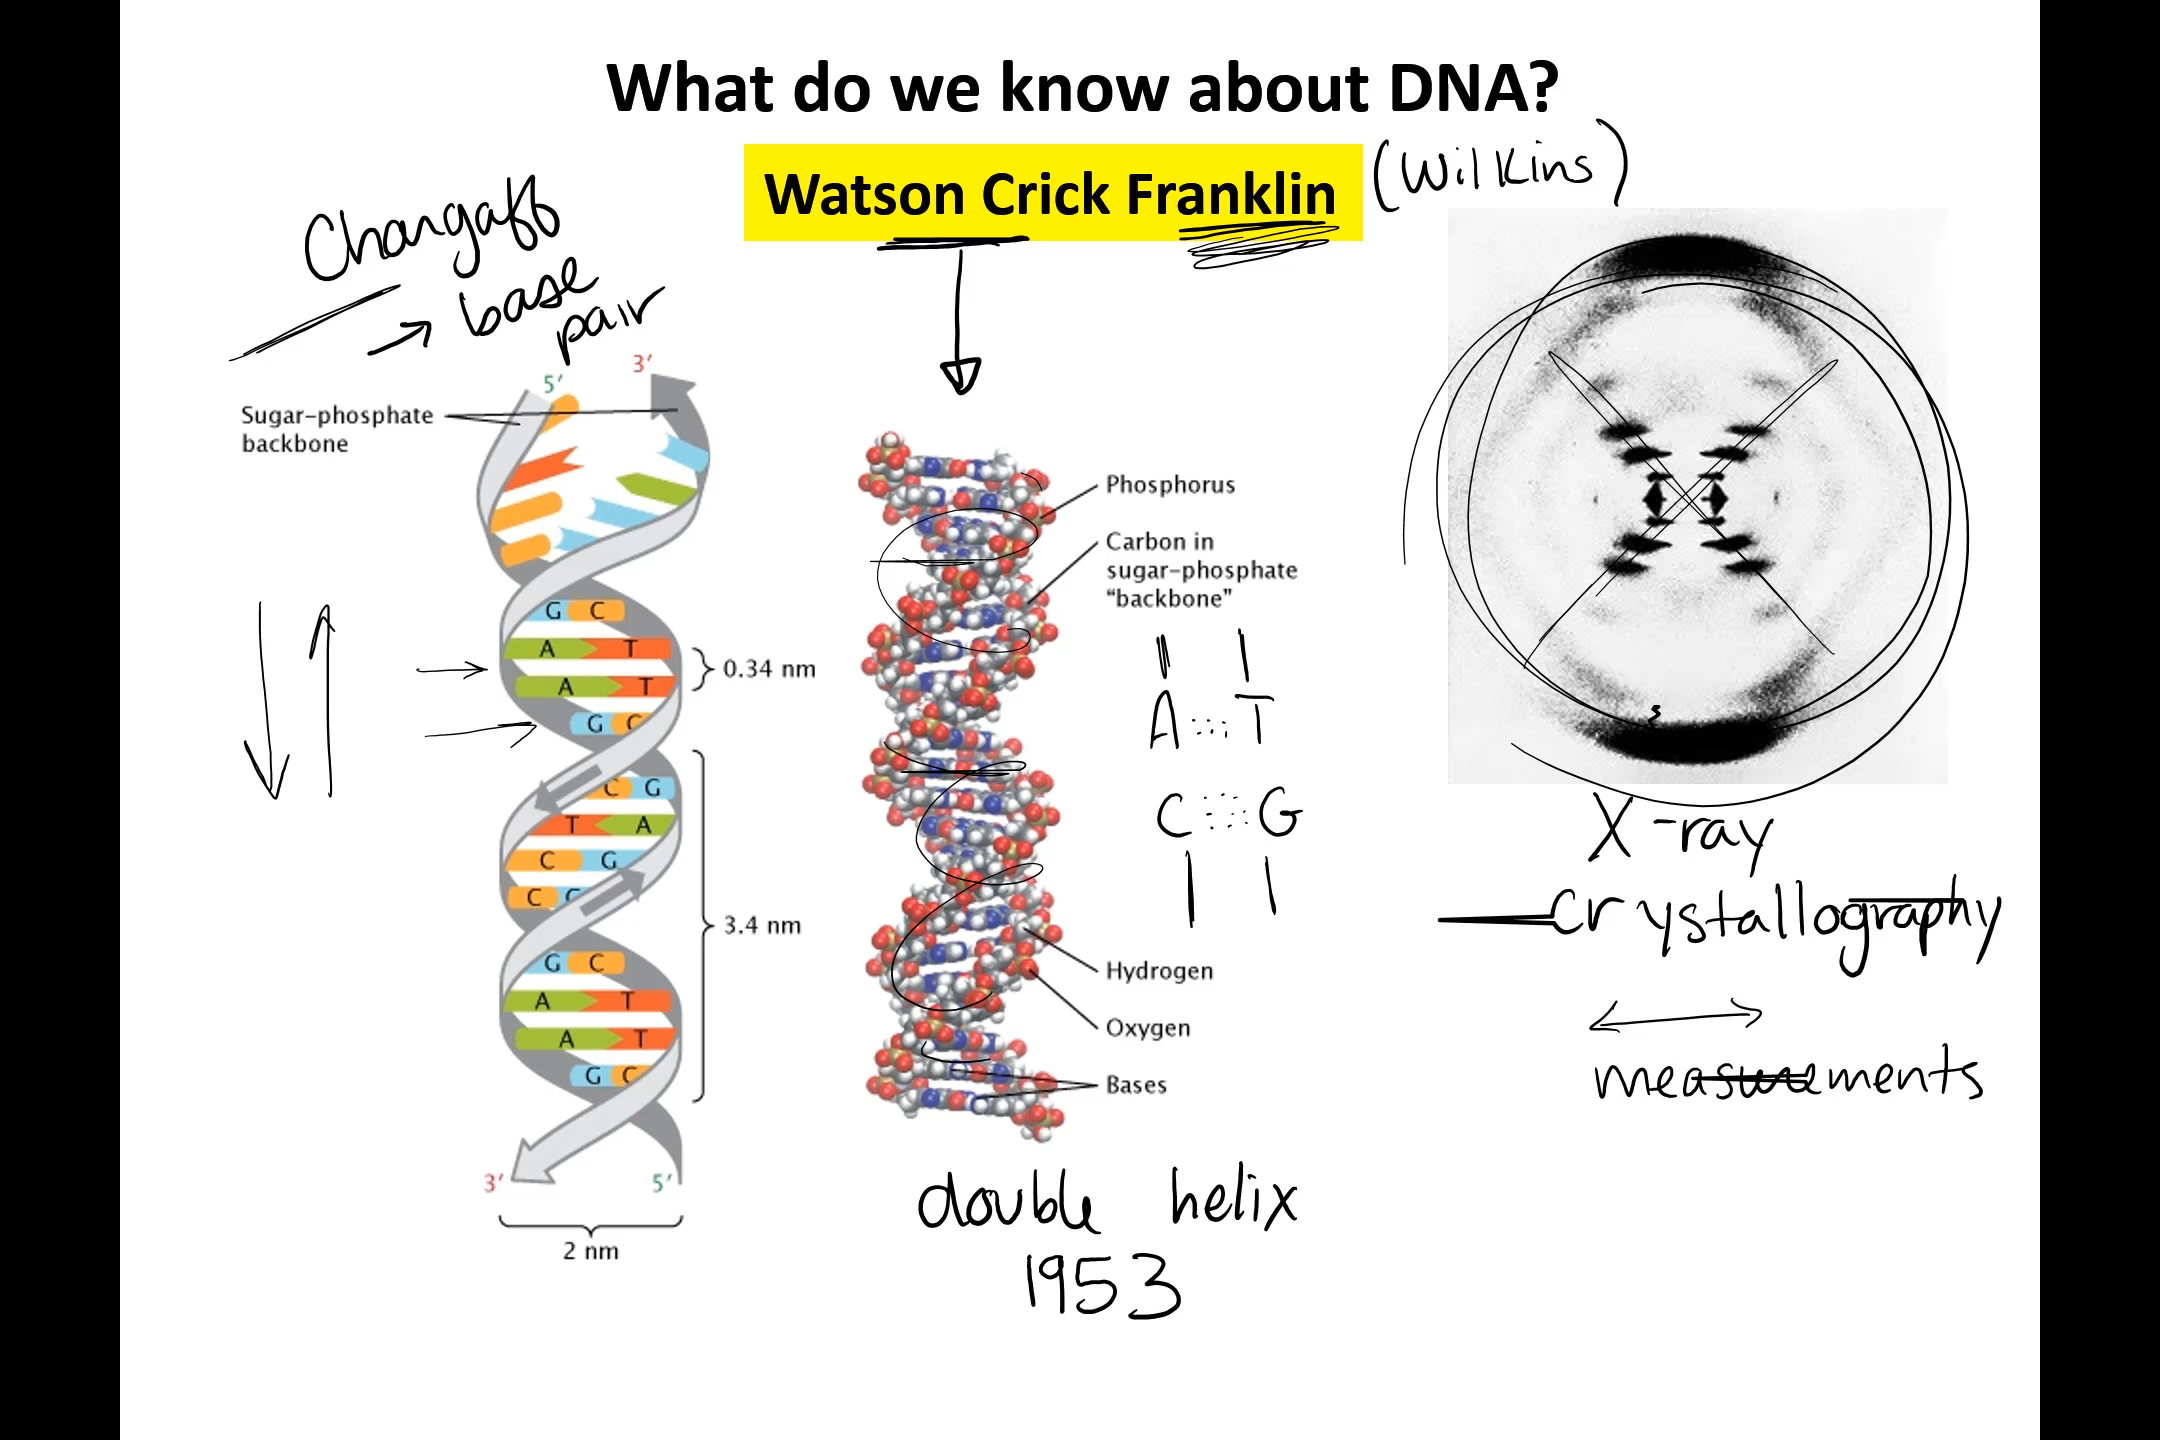 What do we know about DNA?
Watson Crick Franklin (Wilkins)
Chargaff
→ base
pair
5′ 3′
Sugar–phosphate
backbone
G C
A T
0.34 nm
A T
G C
C G
T A
C G
C G
3.4 nm
G C
A T
A T
G C
3′ 5′
2 nm
Phosphorus
Carbon in
sugar–phosphate
“backbone”
A T
C G
Hydrogen
Oxygen
Bases
double helix
1953
X-ray
crystallography
measurements